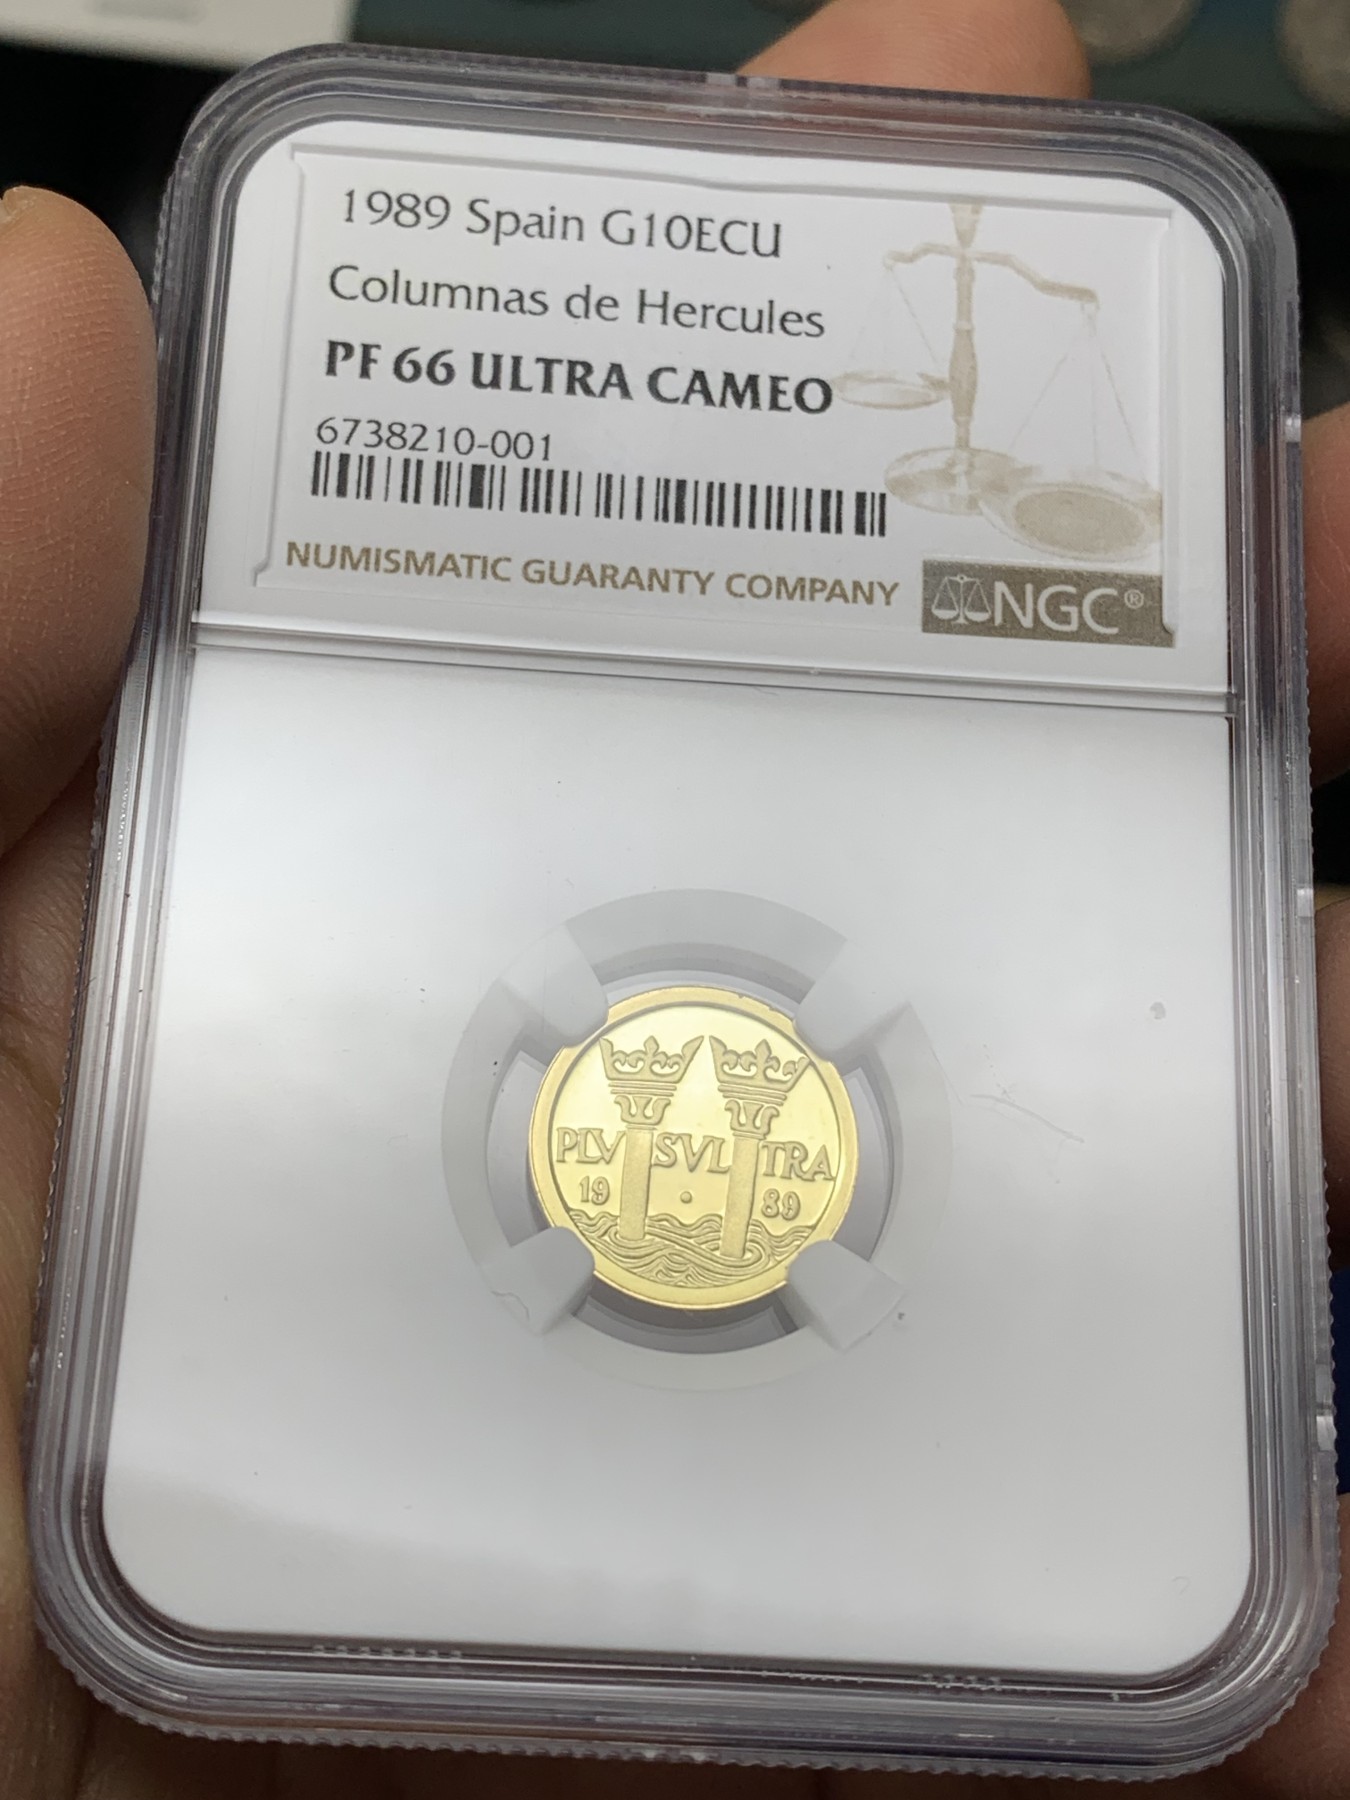 1989 Spain G10ECU
Columnas de Hercules
PF 66 ULTRA CAMEO
6738210-001
NUMISMATIC GUARANTY COMPANY NGC®
PLV SVL TRA
19 · 89